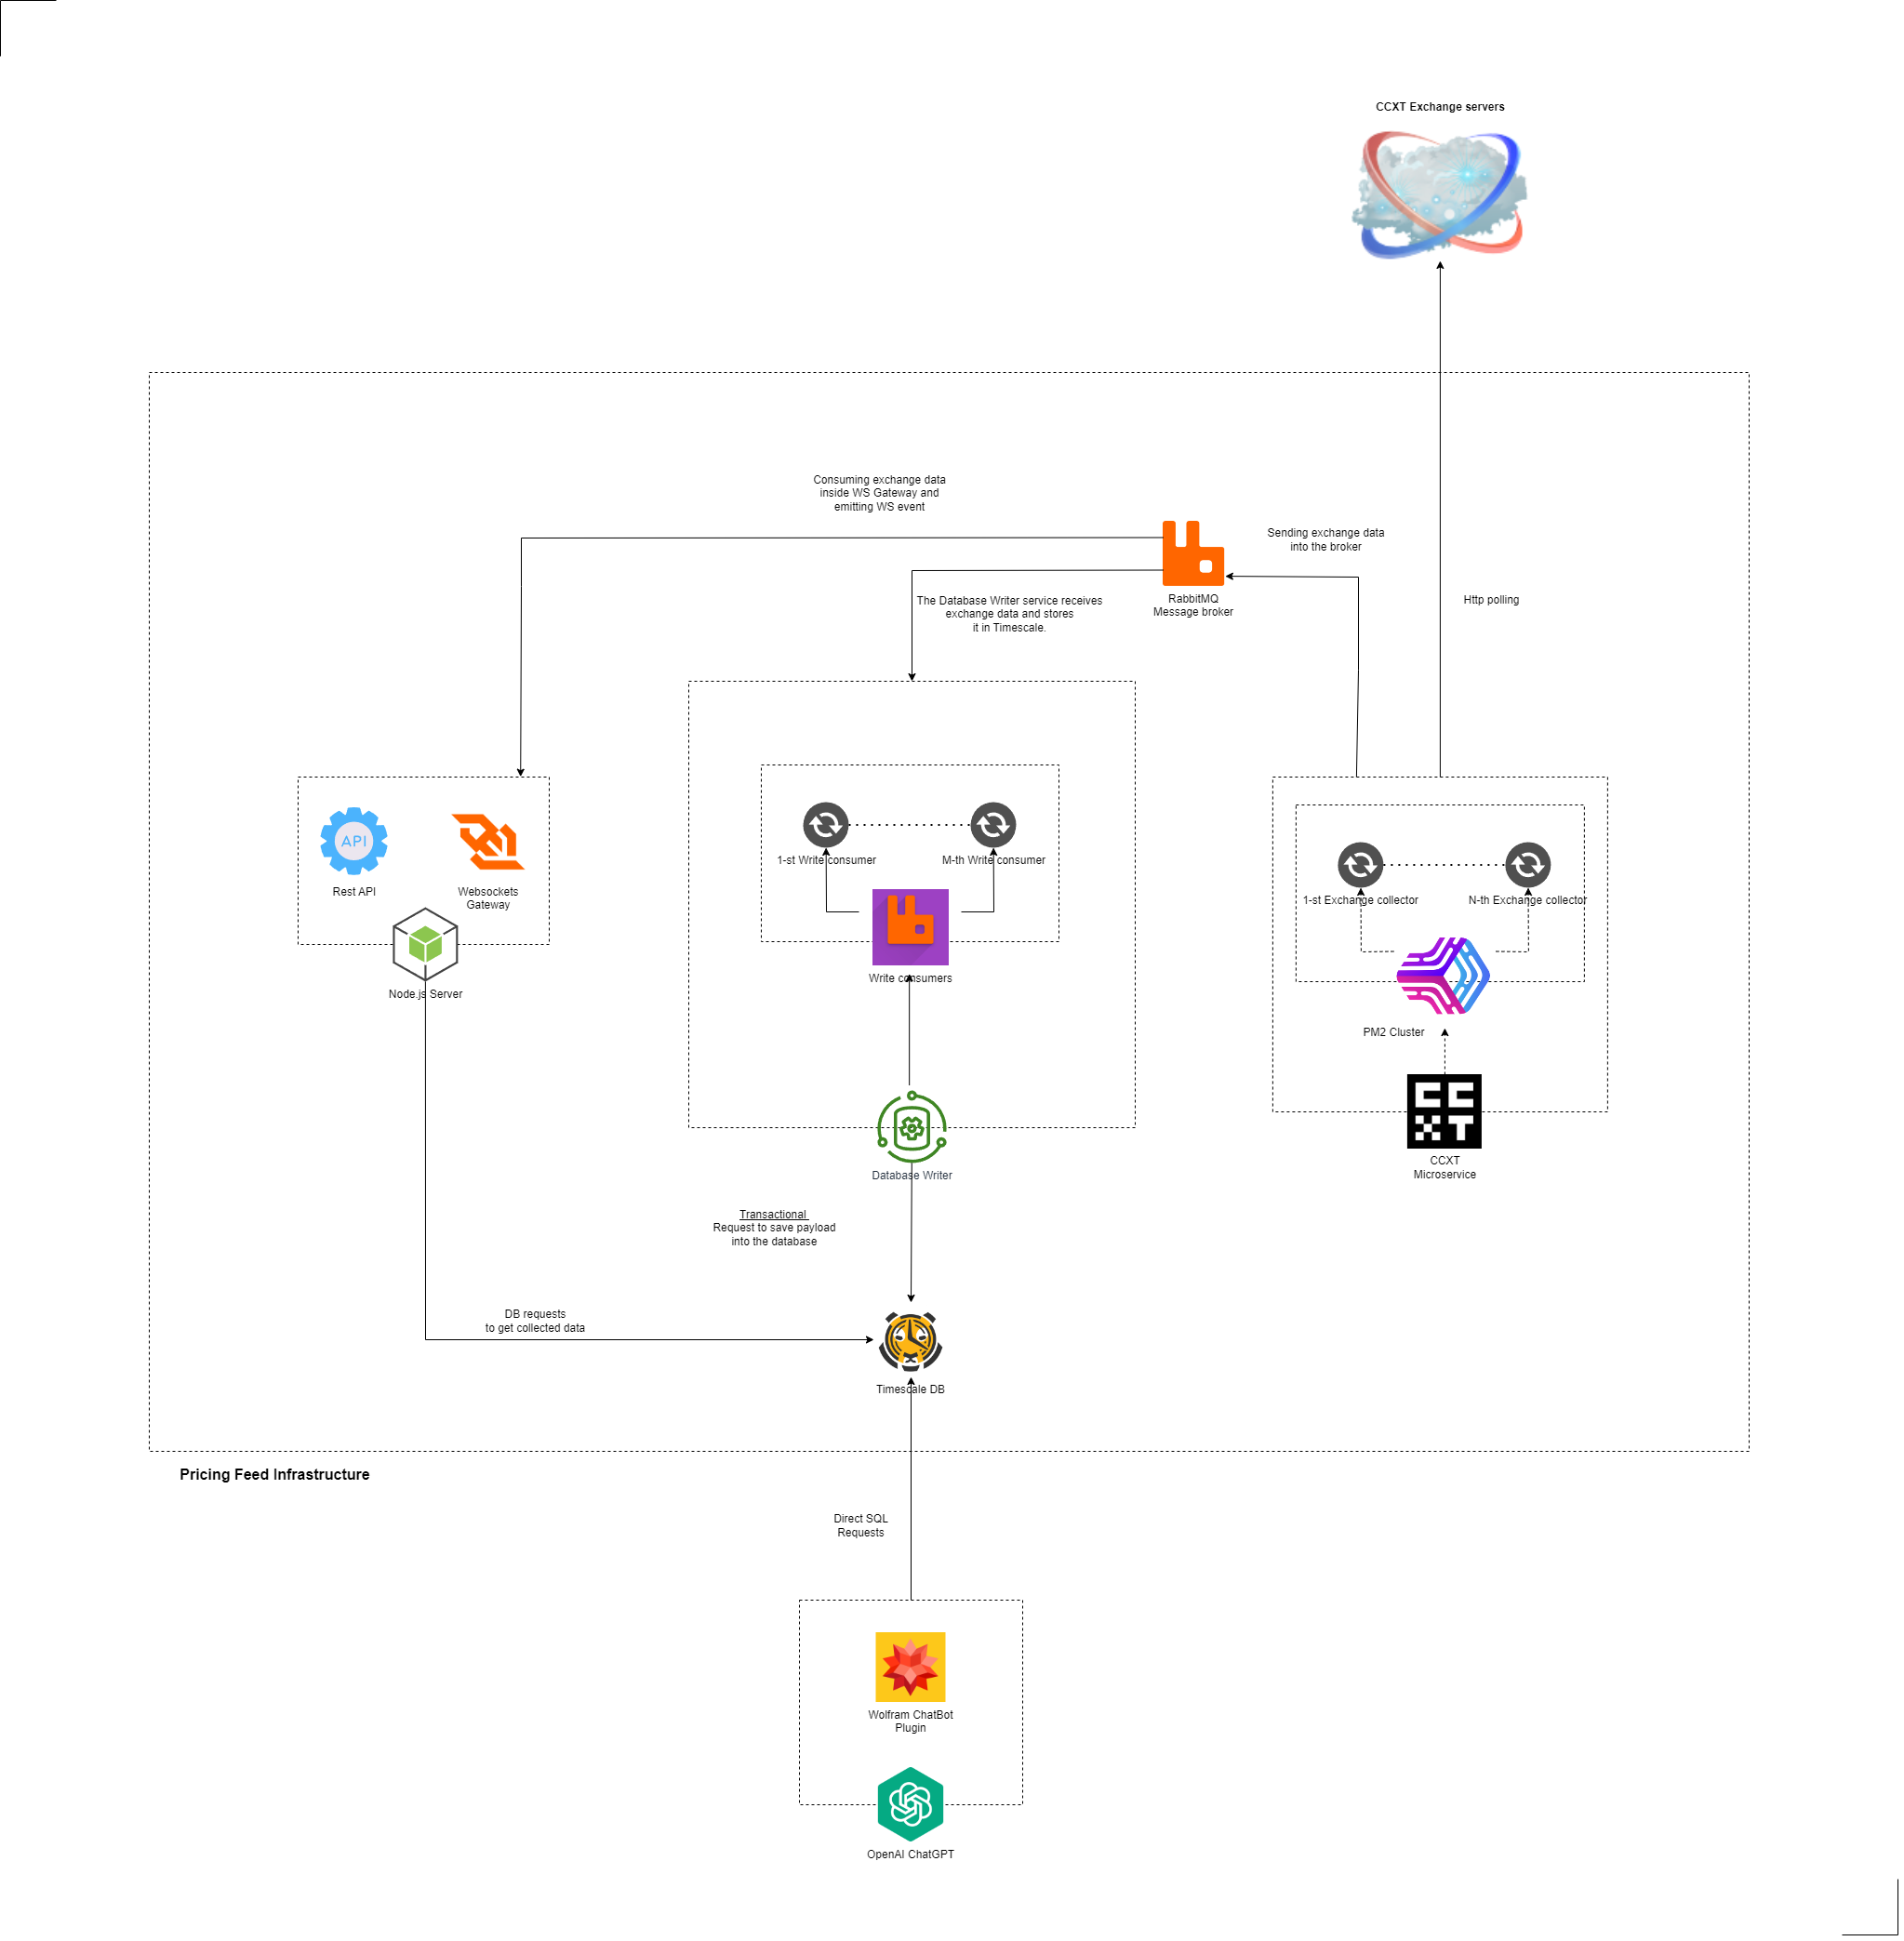 CCXT Exchange servers
Consuming exchange data
inside WS Gateway and
emitting WS event
Sending exchange data
into the broker
RabbitMQ
Message broker
Http polling
The Database Writer service receives
exchange data and stores
it in Timescale.
API
Rest API
Websockets
Gateway
Node.js Server
1-st Write consumer
M-th Write consumer
Write consumers
1-st Exchange collector
N-th Exchange collector
PM2 Cluster
CCXT
CCXT
Microservice
Database Writer
Transactional
Request to save payload
into the database
DB requests
to get collected data
Timescale DB
Pricing Feed Infrastructure
Direct SQL
Requests
Wolfram ChatBot
Plugin
OpenAI ChatGPT